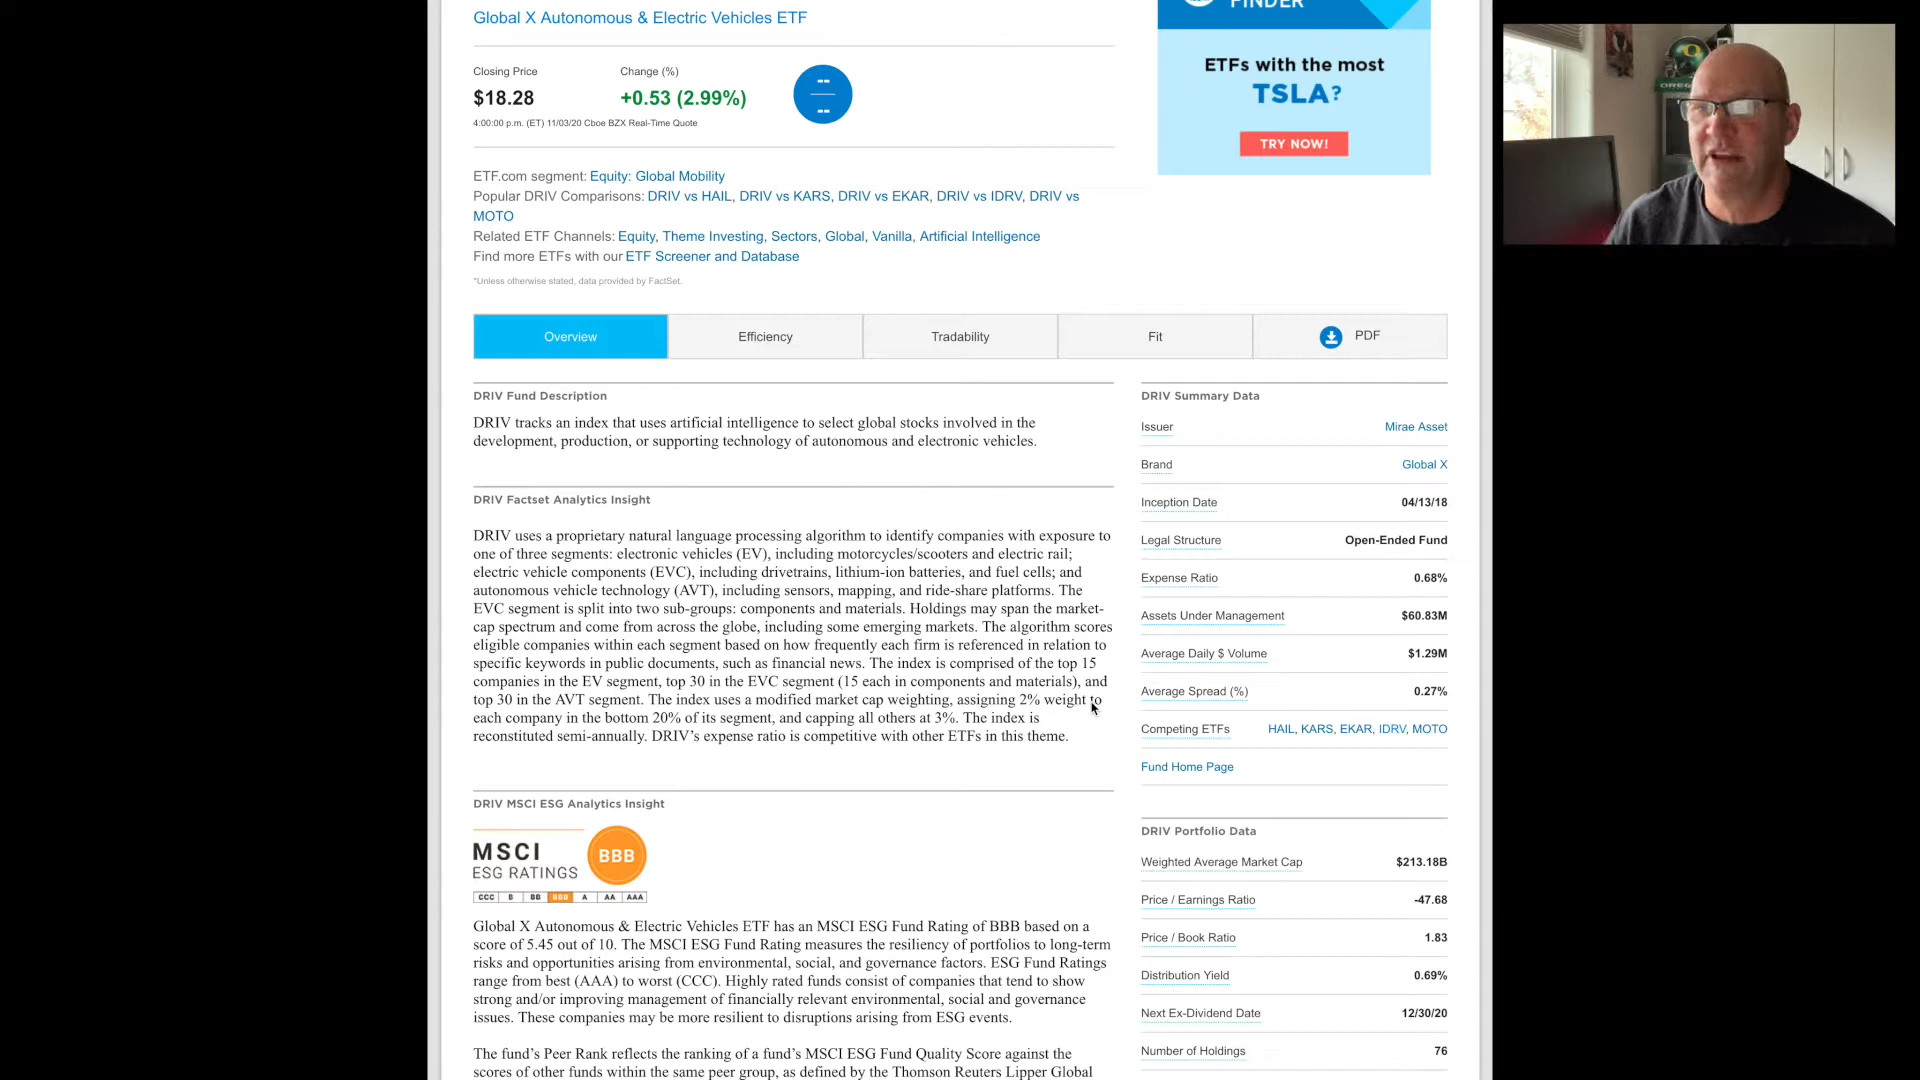 FINDER
Global X Autonomous & Electric Vehicles ETF
Closing Price
Change (%)
$18.28
+0.53 (2.99%)
--
--
4:00:00 p.m. (ET) 11/03/20 Cboe BZX Real-Time Quote
ETFs with the most
TSLA?
TRY NOW!
ETF.com segment: Equity: Global Mobility
Popular DRIV Comparisons: DRIV vs HAIL, DRIV vs KARS, DRIV vs EKAR, DRIV vs IDRV, DRIV vs
MOTO
Related ETF Channels: Equity, Theme Investing, Sectors, Global, Vanilla, Artificial Intelligence
Find more ETFs with our ETF Screener and Database
*Unless otherwise stated, data provided by FactSet.
Overview
Efficiency
Tradability
Fit
PDF
DRIV Fund Description
DRIV tracks an index that uses artificial intelligence to select global stocks involved in the
development, production, or supporting technology of autonomous and electronic vehicles.
DRIV Factset Analytics Insight
DRIV uses a proprietary natural language processing algorithm to identify companies with exposure to
one of three segments: electronic vehicles (EV), including motorcycles/scooters and electric rail;
electric vehicle components (EVC), including drivetrains, lithium-ion batteries, and fuel cells; and
autonomous vehicle technology (AVT), including sensors, mapping, and ride-share platforms. The
EVC segment is split into two sub-groups: components and materials. Holdings may span the market-
cap spectrum and come from across the globe, including some emerging markets. The algorithm scores
eligible companies within each segment based on how frequently each firm is referenced in relation to
specific keywords in public documents, such as financial news. The index is comprised of the top 15
companies in the EV segment, top 30 in the EVC segment (15 each in components and materials), and
top 30 in the AVT segment. The index uses a modified market cap weighting, assigning 2% weight to
each company in the bottom 20% of its segment, and capping all others at 3%. The index is
reconstituted semi-annually. DRIV's expense ratio is competitive with other ETFs in this theme.
DRIV MSCI ESG Analytics Insight
MSCI
ESG RATINGS
BBB
CCC B BB BBB A AA AAA
Global X Autonomous & Electric Vehicles ETF has an MSCI ESG Fund Rating of BBB based on a
score of 5.45 out of 10. The MSCI ESG Fund Rating measures the resiliency of portfolios to long-term
risks and opportunities arising from environmental, social, and governance factors. ESG Fund Ratings
range from best (AAA) to worst (CCC). Highly rated funds consist of companies that tend to show
strong and/or improving management of financially relevant environmental, social and governance
issues. These companies may be more resilient to disruptions arising from ESG events.
The fund's Peer Rank reflects the ranking of a fund's MSCI ESG Fund Quality Score against the
scores of other funds within the same peer group, as defined by the Thomson Reuters Lipper Global
DRIV Summary Data
Issuer Mirae Asset
Brand Global X
Inception Date 04/13/18
Legal Structure Open-Ended Fund
Expense Ratio 0.68%
Assets Under Management $60.83M
Average Daily $ Volume $1.29M
Average Spread (%) 0.27%
Competing ETFs HAIL, KARS, EKAR, IDRV, MOTO
Fund Home Page
DRIV Portfolio Data
Weighted Average Market Cap $213.18B
Price / Earnings Ratio -47.68
Price / Book Ratio 1.83
Distribution Yield 0.69%
Next Ex-Dividend Date 12/30/20
Number of Holdings 76